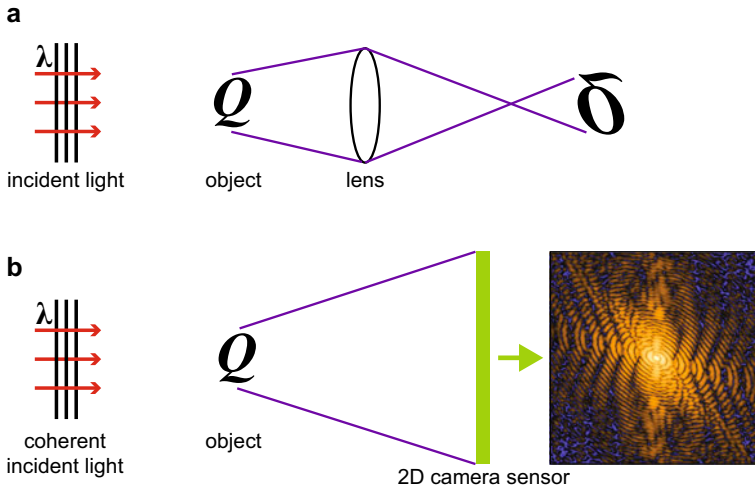 a
λ
Q
Q
incident light
object
lens
b
λ
Q
coherent
incident light
object
2D camera sensor